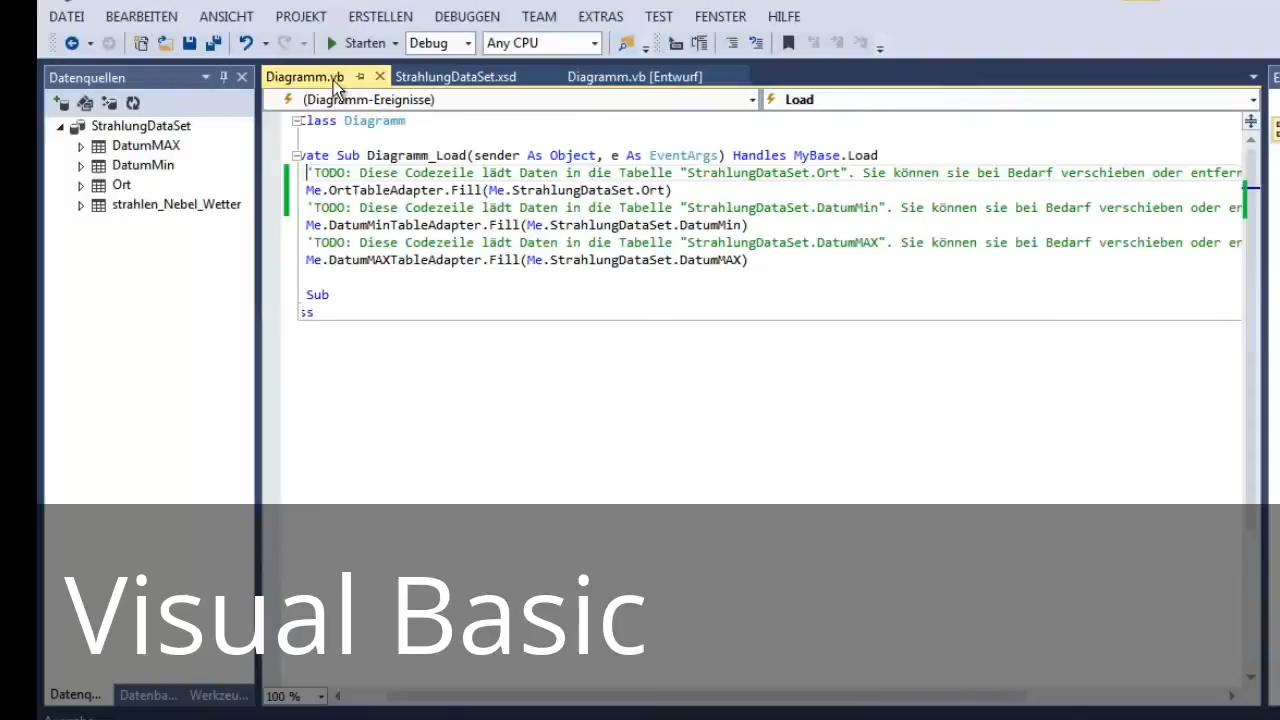 DATEI BEARBEITEN ANSICHT PROJEKT ERSTELLEN DEBUGGEN TEAM EXTRAS TEST FENSTER HILFE
Starten Debug Any CPU
Datenquellen
StrahlungDataSet
DatumMAX
DatumMin
Ort
strahlen_Nebel_Wetter
Diagramm.vb StrahlungDataSet.xsd Diagramm.vb [Entwurf]
(Diagramm-Ereignisse) Load
Class Diagramm
vate Sub Diagramm_Load(sender As Object, e As EventArgs) Handles MyBase.Load
'TODO: Diese Codezeile lädt Daten in die Tabelle "StrahlungDataSet.Ort". Sie können sie bei Bedarf verschieben oder entfern
Me.OrtTableAdapter.Fill(Me.StrahlungDataSet.Ort)
'TODO: Diese Codezeile lädt Daten in die Tabelle "StrahlungDataSet.DatumMin". Sie können sie bei Bedarf verschieben oder en
Me.DatumMinTableAdapter.Fill(Me.StrahlungDataSet.DatumMin)
'TODO: Diese Codezeile lädt Daten in die Tabelle "StrahlungDataSet.DatumMAX". Sie können sie bei Bedarf verschieben oder en
Me.DatumMAXTableAdapter.Fill(Me.StrahlungDataSet.DatumMAX)
Sub
ss
Visual Basic
Datenq... Datenba... Werkzeu...
100 %